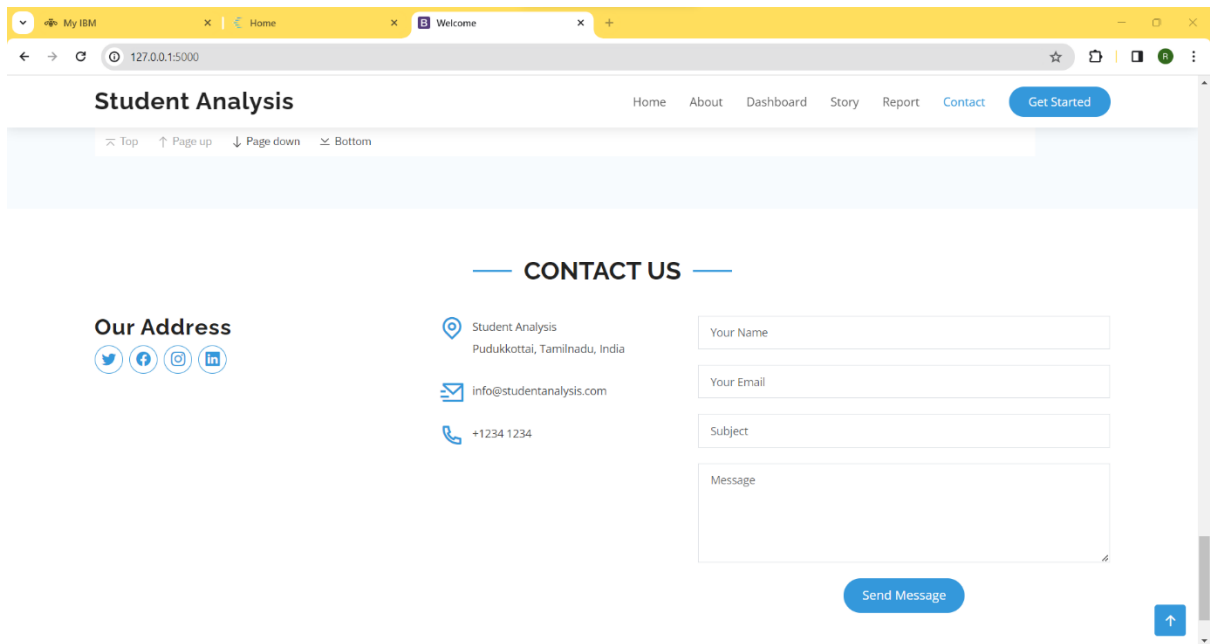 My IBM Home Welcome
127.0.0.1:5000
Student Analysis Home About Dashboard Story Report Contact Get Started
Top Page up Page down Bottom
CONTACT US
Our Address
Student Analysis
Pudukkottai, Tamilnadu, India
info@studentanalysis.com
+1234 1234
Your Name
Your Email
Subject
Message
Send Message